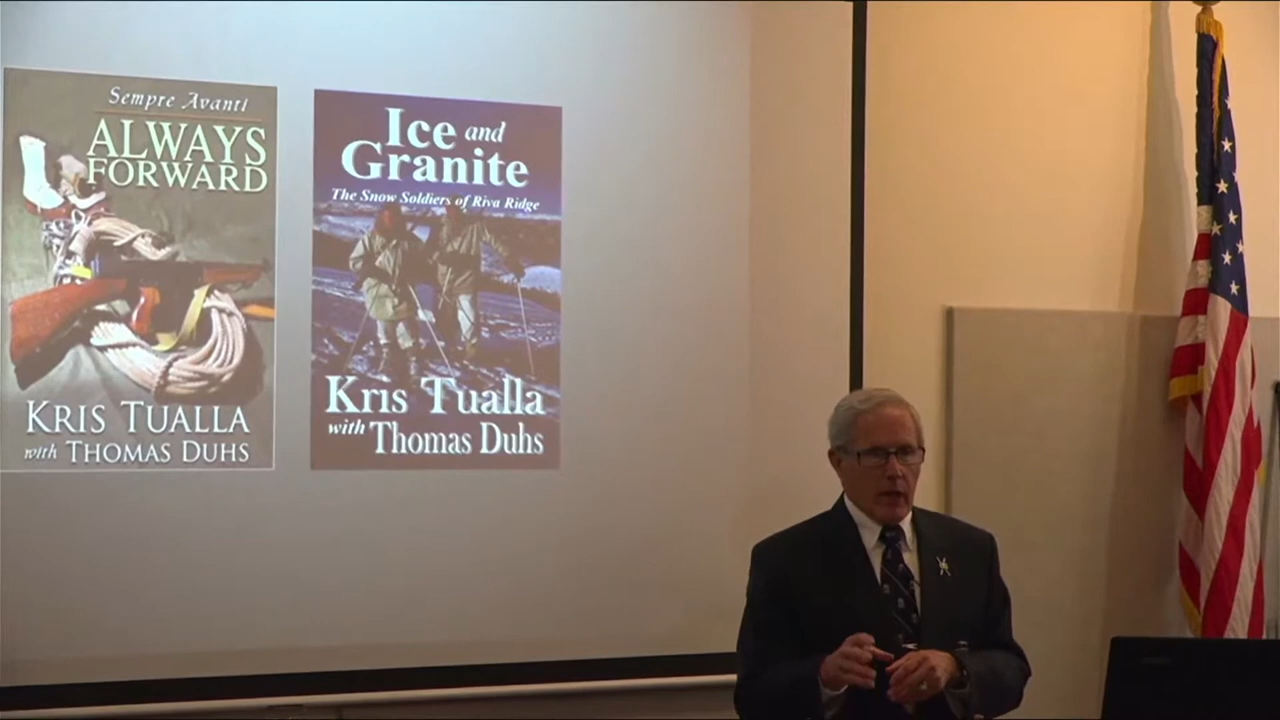 Sempre Avanti
ALWAYS
FORWARD
KRIS TUALLA
with THOMAS DUHS
Ice and
Granite
The Snow Soldiers of Riva Ridge
Kris Tualla
with Thomas Duhs